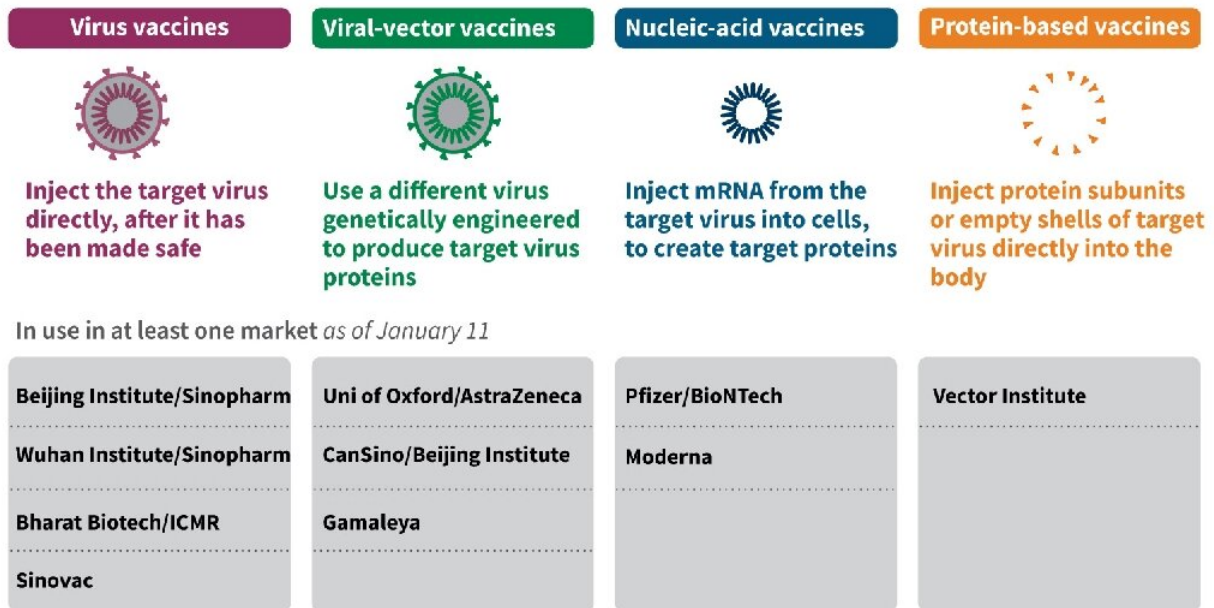 Virus vaccines
Inject the target virus
directly, after it has
been made safe
Viral-vector vaccines
Use a different virus
genetically engineered
to produce target virus
proteins
Nucleic-acid vaccines
Inject mRNA from the
target virus into cells,
to create target proteins
Protein-based vaccines
Inject protein subunits
or empty shells of target
virus directly into the
body
In use in at least one market as of January 11
Beijing Institute/Sinopharm
Wuhan Institute/Sinopharm
Bharat Biotech/ICMR
Sinovac
Uni of Oxford/AstraZeneca
CanSino/Beijing Institute
Gamaleya
Pfizer/BioNTech
Moderna
Vector Institute